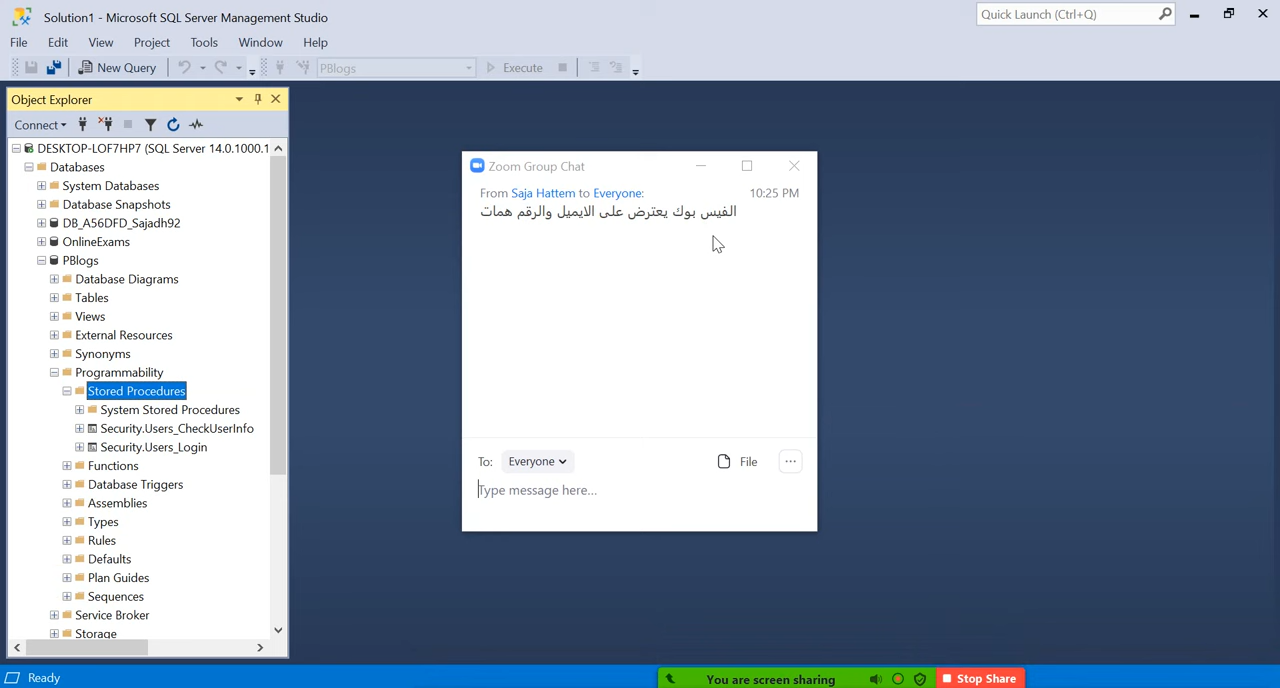 Solution1 - Microsoft SQL Server Management Studio
Quick Launch (Ctrl+Q)
File Edit View Project Tools Window Help
New Query PBlogs Execute
Object Explorer
Connect
DESKTOP-LOF7HP7 (SQL Server 14.0.1000.1
Databases
System Databases
Database Snapshots
DB_A56DFD_Sajadh92
OnlineExams
PBlogs
Database Diagrams
Tables
Views
External Resources
Synonyms
Programmability
Stored Procedures
System Stored Procedures
Security.Users_CheckUserInfo
Security.Users_Login
Functions
Database Triggers
Assemblies
Types
Rules
Defaults
Plan Guides
Sequences
Service Broker
Storage
Zoom Group Chat
From Saja Hattem to Everyone: 10:25 PM
الفيس بوك يعترض على الايميل والرقم همات
To: Everyone File ...
Type message here...
Ready
You are screen sharing Stop Share